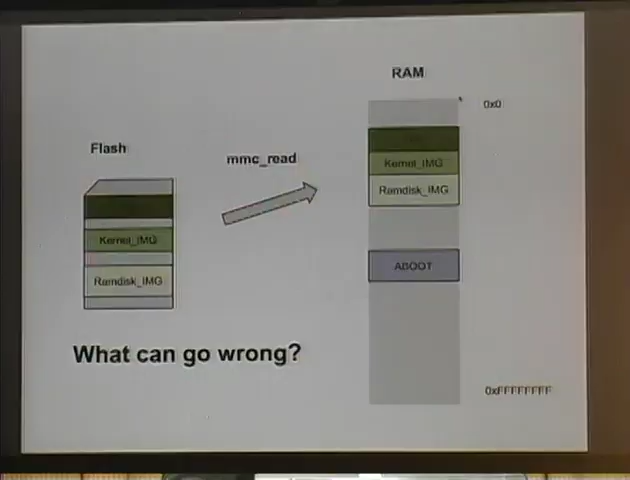 RAM
0x0
Flash
mmc_read
Kernel_IMG
Ramdisk_IMG
Kernel_IMG
Ramdisk_IMG
ABOOT
What can go wrong?
0xFFFFFFFF